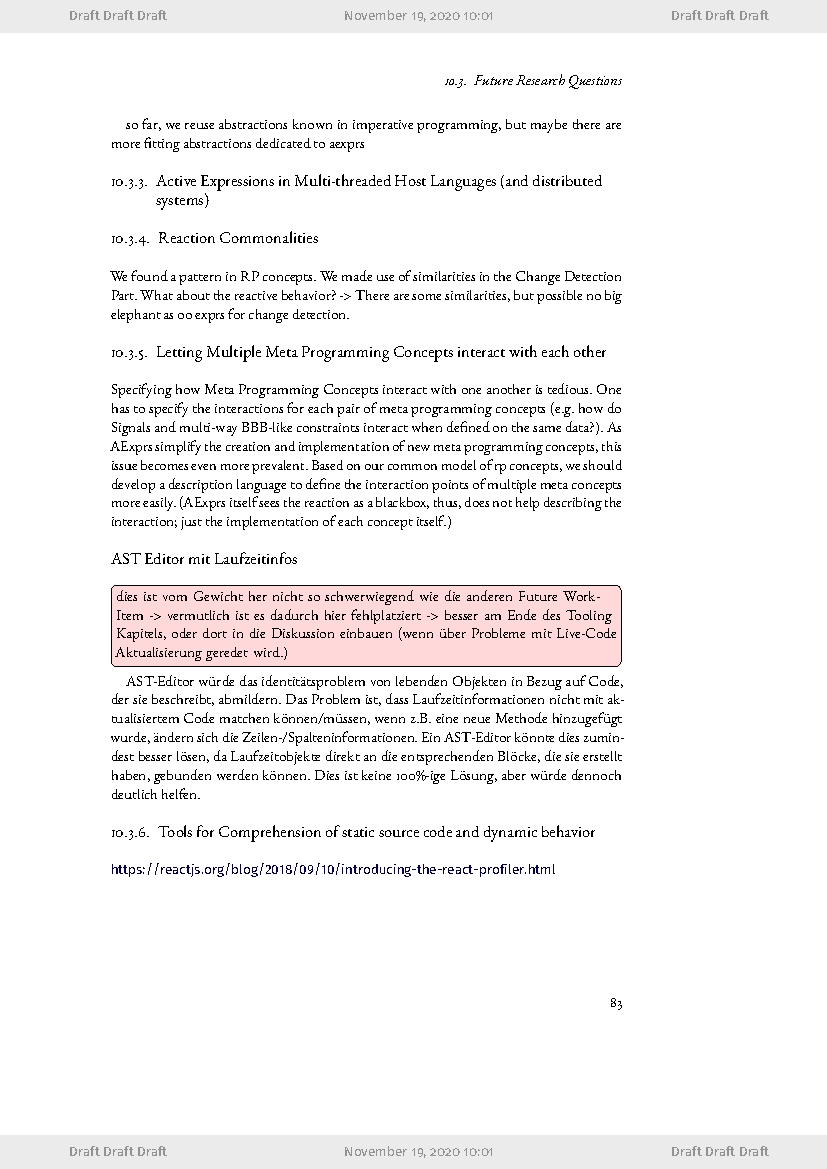 Draft Draft Draft November 19, 2020 10:01 Draft Draft Draft
10.3. Future Research Questions
so far, we reuse abstractions known in imperative programming, but maybe there are
more fitting abstractions dedicated to aexprs
10.3.3. Active Expressions in Multi-threaded Host Languages (and distributed
systems)
10.3.4. Reaction Commonalities
We found a pattern in RP concepts. We made use of similarities in the Change Detection
Part. What about the reactive behavior? -> There are some similarities, but possible no big
elephant as oo exprs for change detection.
10.3.5. Letting Multiple Meta Programming Concepts interact with each other
Specifying how Meta Programming Concepts interact with one another is tedious. One
has to specify the interactions for each pair of meta programming concepts (e.g. how do
Signals and multi-way BBB-like constraints interact when defined on the same data?). As
AExprs simplify the creation and implementation of new meta programming concepts, this
issue becomes even more prevalent. Based on our common model of rp concepts, we should
develop a description language to define the interaction points of multiple meta concepts
more easily. (AExprs itself sees the reaction as a blackbox, thus, does not help describing the
interaction; just the implementation of each concept itself.)
AST Editor mit Laufzeitinfos
dies ist vom Gewicht her nicht so schwerwiegend wie die anderen Future Work-
Item -> vermutlich ist es dadurch hier fehlplatziert -> besser am Ende des Tooling
Kapitels, oder dort in die Diskussion einbauen (wenn über Probleme mit Live-Code
Aktualisierung geredet wird.)
AST-Editor würde das identitätsproblem von lebenden Objekten in Bezug auf Code,
der sie beschreibt, abmildern. Das Problem ist, dass Laufzeitinformationen nicht mit ak-
tualisiertem Code matchen können/müssen, wenn z.B. eine neue Methode hinzugefügt
wurde, ändern sich die Zeilen-/Spalteninformationen. Ein AST-Editor könnte dies zumin-
dest besser lösen, da Laufzeitobjekte direkt an die entsprechenden Blöcke, die sie erstellt
haben, gebunden werden können. Dies ist keine 100%-ige Lösung, aber würde dennoch
deutlich helfen.
10.3.6. Tools for Comprehension of static source code and dynamic behavior
https://reactjs.org/blog/2018/09/10/introducing-the-react-profiler.html
83
Draft Draft Draft November 19, 2020 10:01 Draft Draft Draft